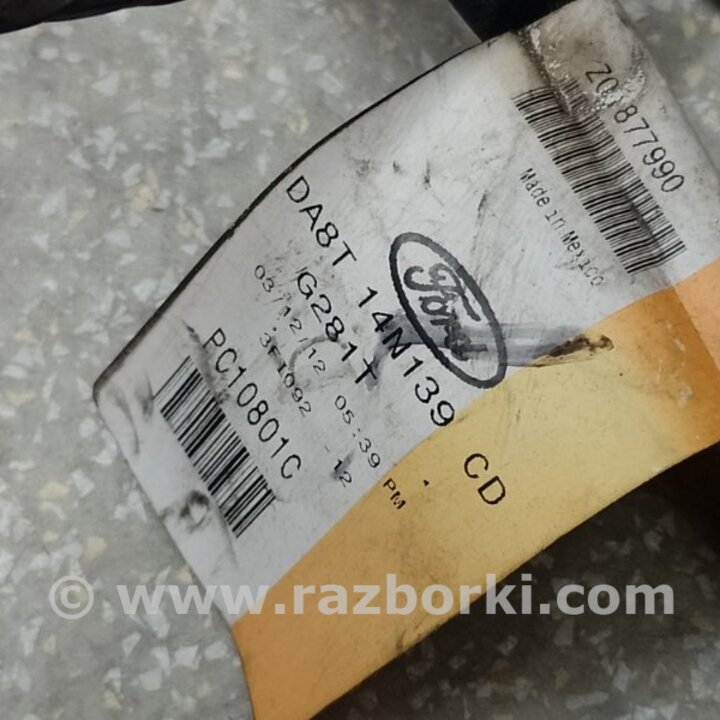 Made in Mexico
Ford
DA8T 14N139 CD
G281T
03/12/12 05:39 PM
3F1092 -12
PC10801C
© www.razborki.com